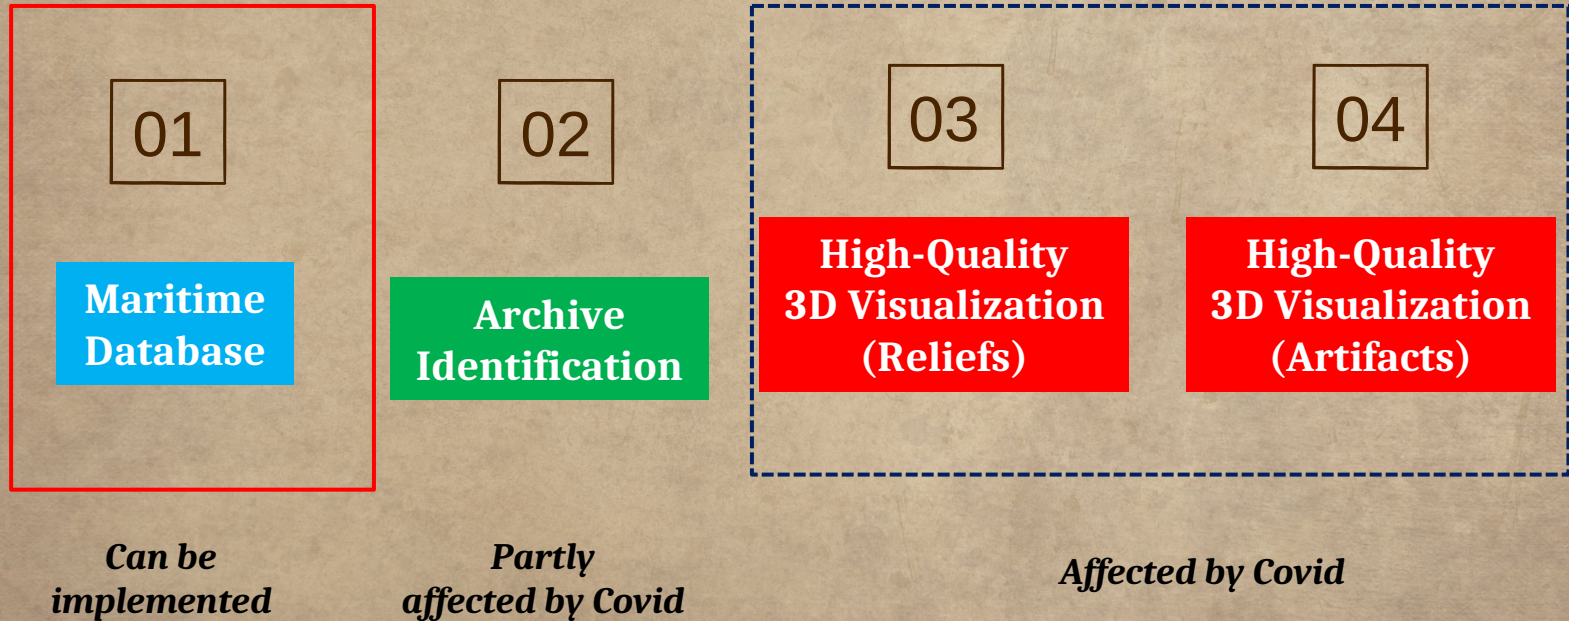 01
Maritime
Database
Can be
implemented
02
Archive
Identification
Partly
affected by Covid
03
High-Quality
3D Visualization
(Reliefs)
04
High-Quality
3D Visualization
(Artifacts)
Affected by Covid